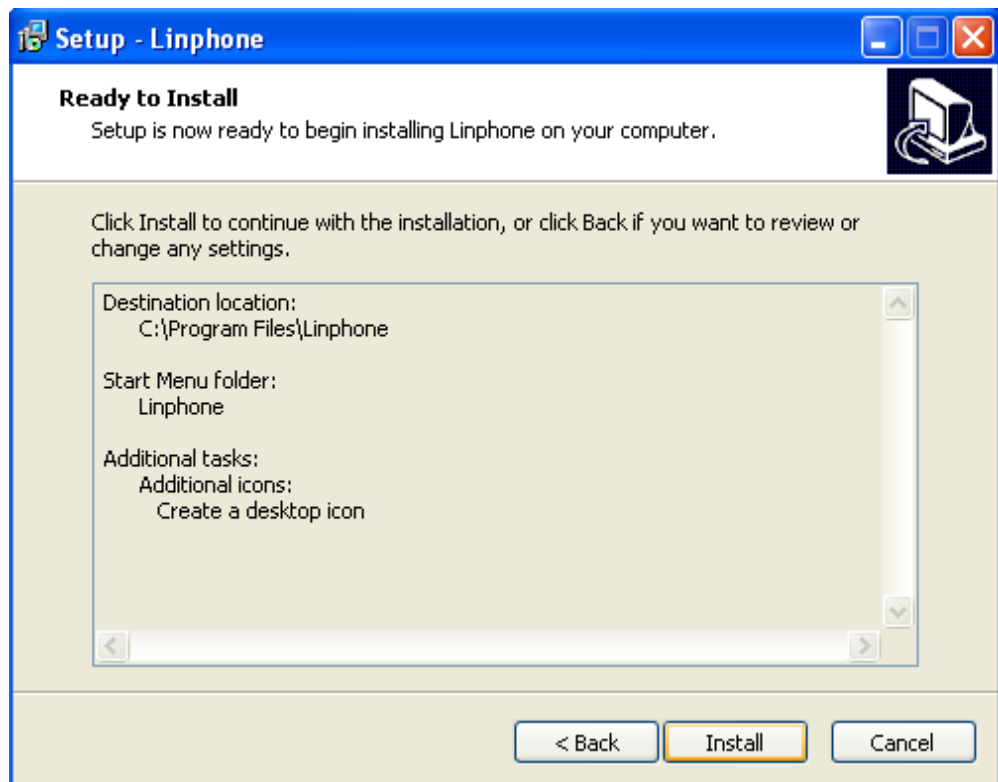 Setup - Linphone
Ready to Install
Setup is now ready to begin installing Linphone on your computer.
Click Install to continue with the installation, or click Back if you want to review or
change any settings.
Destination location:
C:\Program Files\Linphone
Start Menu folder:
Linphone
Additional tasks:
Additional icons:
Create a desktop icon
< Back
Install
Cancel